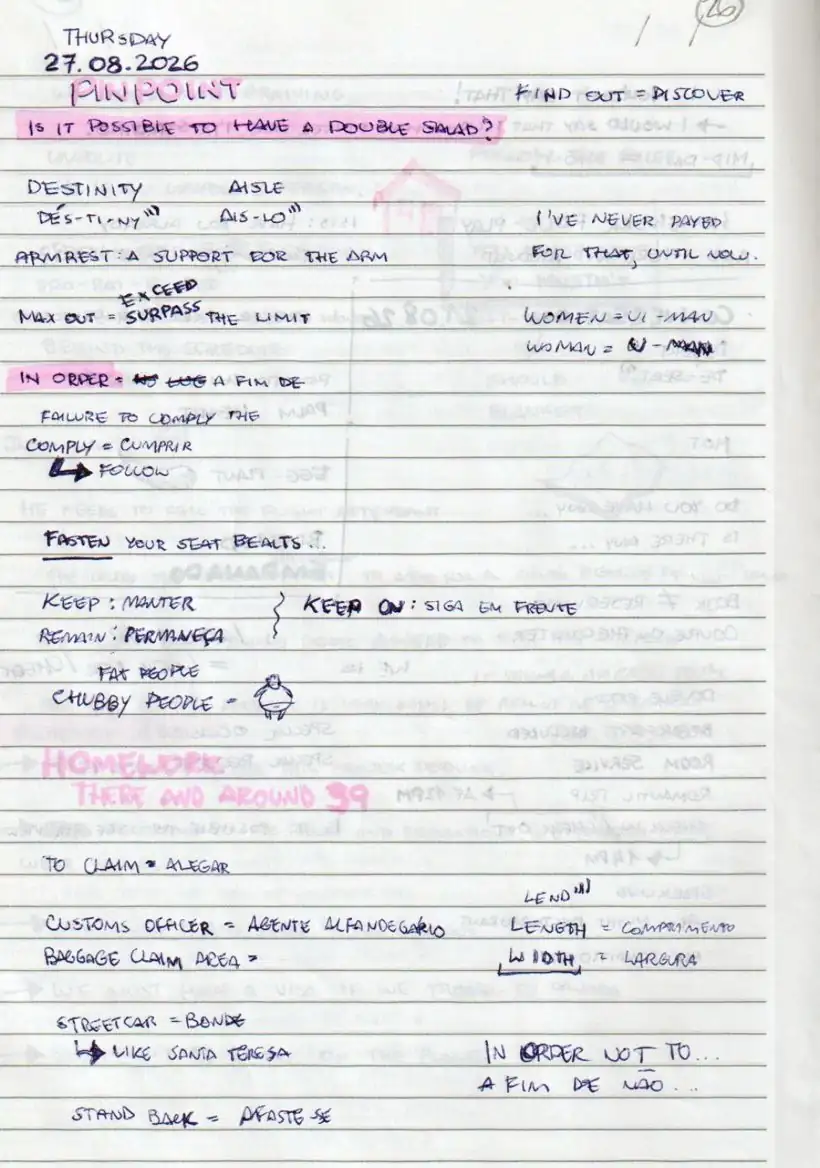 26
THURSDAY
27.08.2026
PINPOINT
FIND OUT = DISCOVER
IS IT POSSIBLE TO HAVE A DOUBLE SALAD?
DESTINITY AISLE
DÉS-TI-NY") AIS-LO")
I'VE NEVER PAYED
FOR THAT, UNTIL NOW.
ARMREST: A SUPPORT FOR THE ARM
EXCEED
MAX OUT = SURPASS THE LIMIT
WOMEN = UI-MAN
WOMAN = U-MAN
IN ORDER = A FIM DE
FAILURE TO COMPLY THE
COMPLY = CUMPRIR
↳ FOLLOW
FASTEN YOUR SEAT BEALTS...
KEEP: MANTER
REMAIN: PERMANEÇA
KEEP ON: SIGA EM FRENTE
FAT PEOPLE
CHUBBY PEOPLE =
HOMEWORK
THERE AND AROUND 39
TO CLAIM = ALEGAR
CUSTOMS OFFICER = AGENTE ALFANDEGÁRIO
BAGGAGE CLAIM AREA =
LEND")
LENGTH = COMPRIMENTO
WIDTH = LARGURA
STREETCAR = BONDE
↳ LIKE SANTA TERESA
IN ORDER NOT TO...
A FIM DE NÃO...
STAND BACK = AFASTE SE